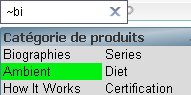 ~bi
Catégorie de produits
Biographies Series
Ambient Diet
How It Works Certification